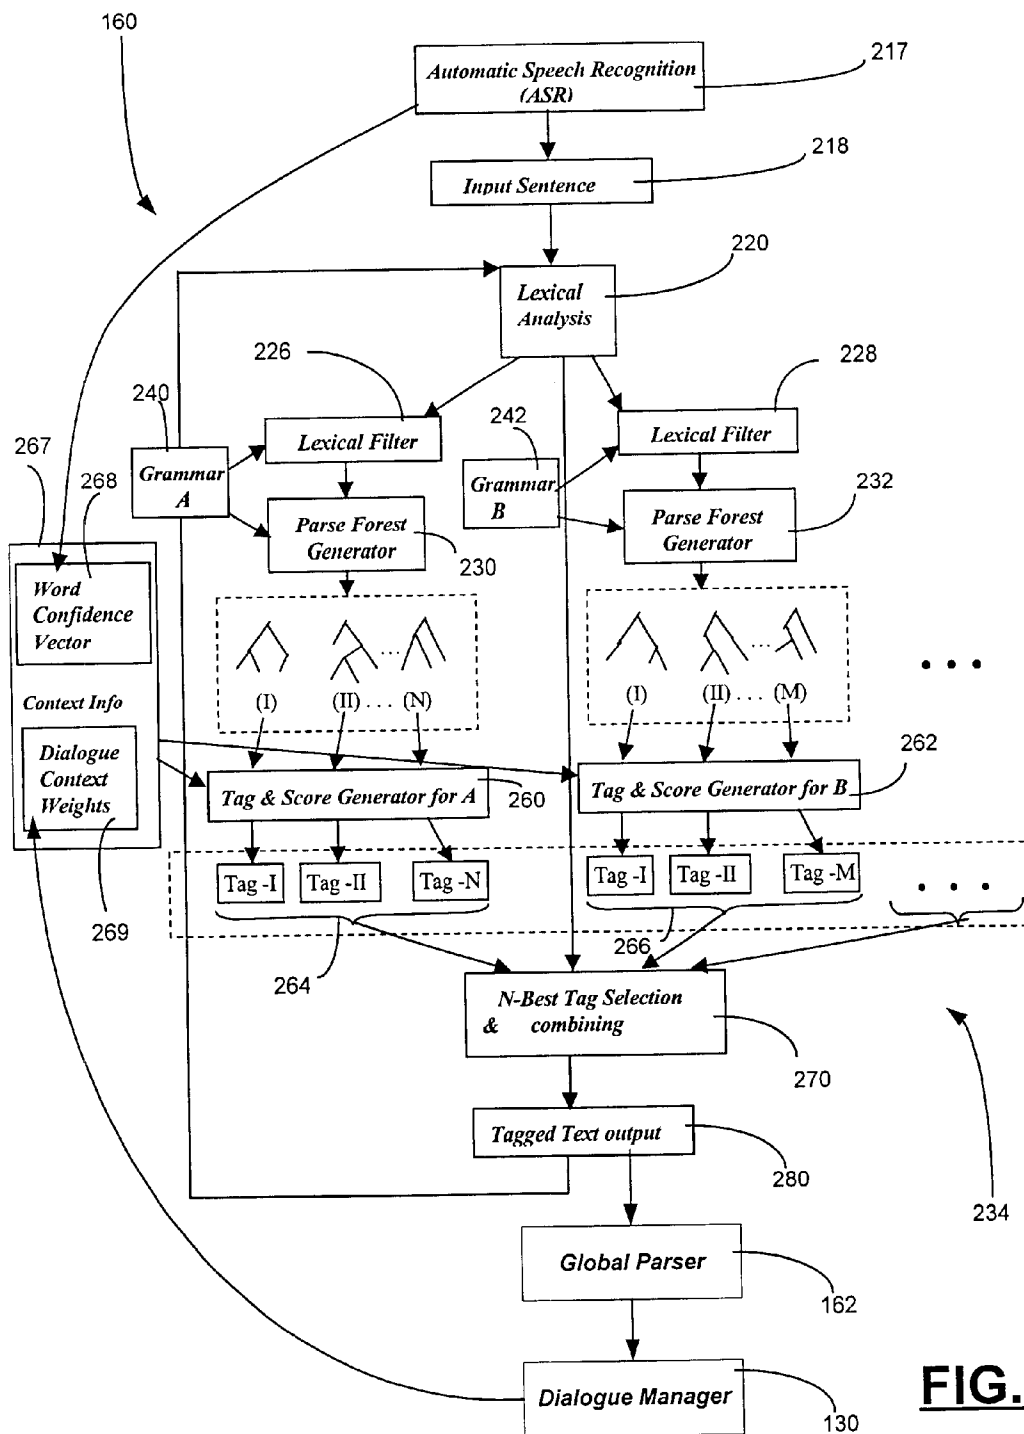 160
Automatic Speech Recognition
(ASR)
217
Input Sentence
218
Lexical
Analysis
220
226
228
240
Lexical Filter
242
Lexical Filter
267
268
Grammar
A
Grammar
B
232
Parse Forest
Generator
230
Parse Forest
Generator
Word
Confidence
Vector
...
...
• • •
(I) (II) . . . (N)
(I) (II) . . . (M)
Context Info
Dialogue
Context
Weights
262
Tag & Score Generator for A
260
Tag & Score Generator for B
Tag -I
Tag -II
Tag -N
Tag -I
Tag -II
Tag -M
• • •
269
264
266
N-Best Tag Selection
& combining
270
Tagged Text output
280
234
Global Parser
162
Dialogue Manager
130
FIG.